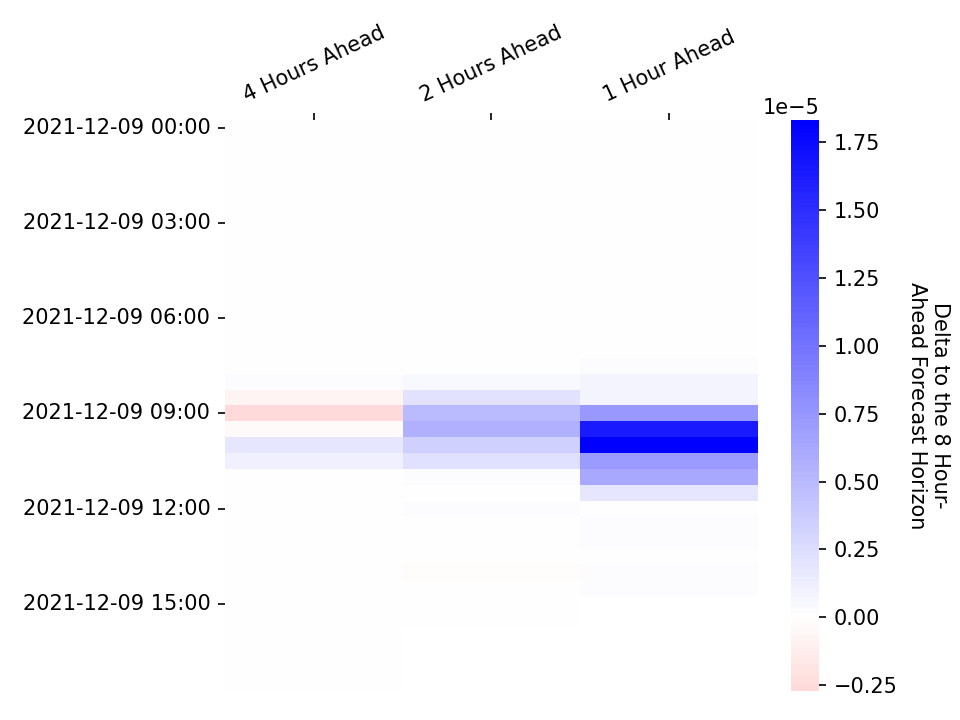 4 Hours Ahead
2 Hours Ahead
1 Hour Ahead
1e−5
2021-12-09 00:00
2021-12-09 03:00
2021-12-09 06:00
2021-12-09 09:00
2021-12-09 12:00
2021-12-09 15:00
1.75
1.50
1.25
1.00
0.75
0.50
0.25
0.00
−0.25
Delta to the 8 Hour-
Ahead Forecast Horizon